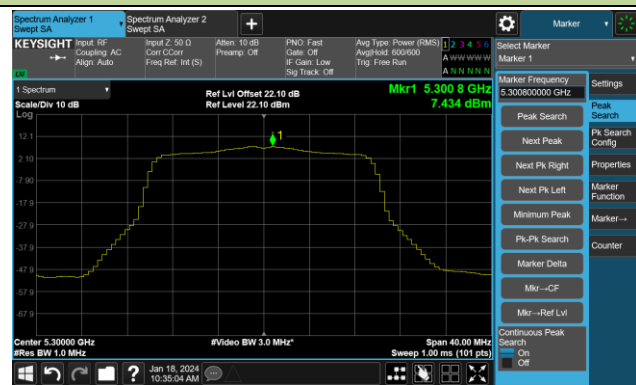 Spectrum Analyzer 1
Swept SA
Spectrum Analyzer 2
Swept SA
+
Marker
KEYSIGHT
Input: RF
Coupling: AC
Align: Auto
Input Z: 50 Ω
Corr CCorr
Freq Ref: Int (S)
Atten: 10 dB
Preamp: Off
PNO: Fast
Gate: Off
IF Gain: Low
Sig Track: Off
Avg Type: Power (RMS)
Avg|Hold: 600/600
Trig: Free Run
1 2 3 4 5 6
A W W W W W
A N N N N N
Select Marker
Marker 1
1 Spectrum
Scale/Div 10 dB
Log
Ref Lvl Offset 22.10 dB
Ref Level 22.10 dBm
Mkr1 5.300 8 GHz
7.434 dBm
1
12.1
2.10
-7.90
-17.9
-27.9
-37.9
-47.9
-57.9
-67.9
Center 5.30000 GHz
#Res BW 1.0 MHz
#Video BW 3.0 MHz*
Span 40.00 MHz
Sweep 1.00 ms (101 pts)
Marker Frequency
5.300800000 GHz
Peak Search
Next Peak
Next Pk Right
Next Pk Left
Minimum Peak
Pk-Pk Search
Marker Delta
Mkr→CF
Mkr→Ref Lvl
Continuous Peak
Search
On
Off
Settings
Peak
Search
Pk Search
Config
Properties
Marker
Function
Marker→
Counter
?
Jan 18, 2024
10:35:04 AM